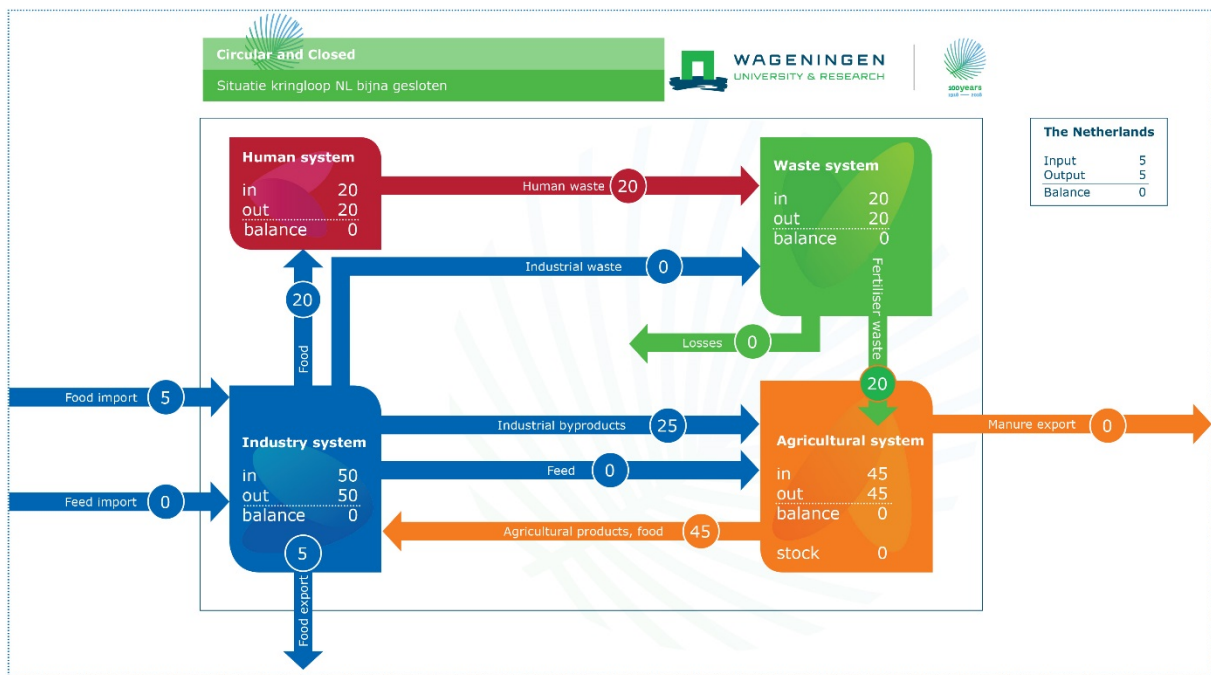 Circular and Closed
Situatie kringloop NL bijna gesloten
WAGENINGEN
UNIVERSITY & RESEARCH
100years
1918 — 2018
The Netherlands
Input 5
Output 5
Balance 0
Human system
in 20
out 20
balance 0
Human waste 20
Waste system
in 20
out 20
balance 0
Industrial waste 0
20
Food
Fertiliser waste
20
Losses 0
Food import 5
Feed import 0
Industry system
in 50
out 50
balance 0
5
Food export
Industrial byproducts 25
Feed 0
Agricultural products, food 45
Agricultural system
in 45
out 45
balance 0
stock 0
Manure export 0